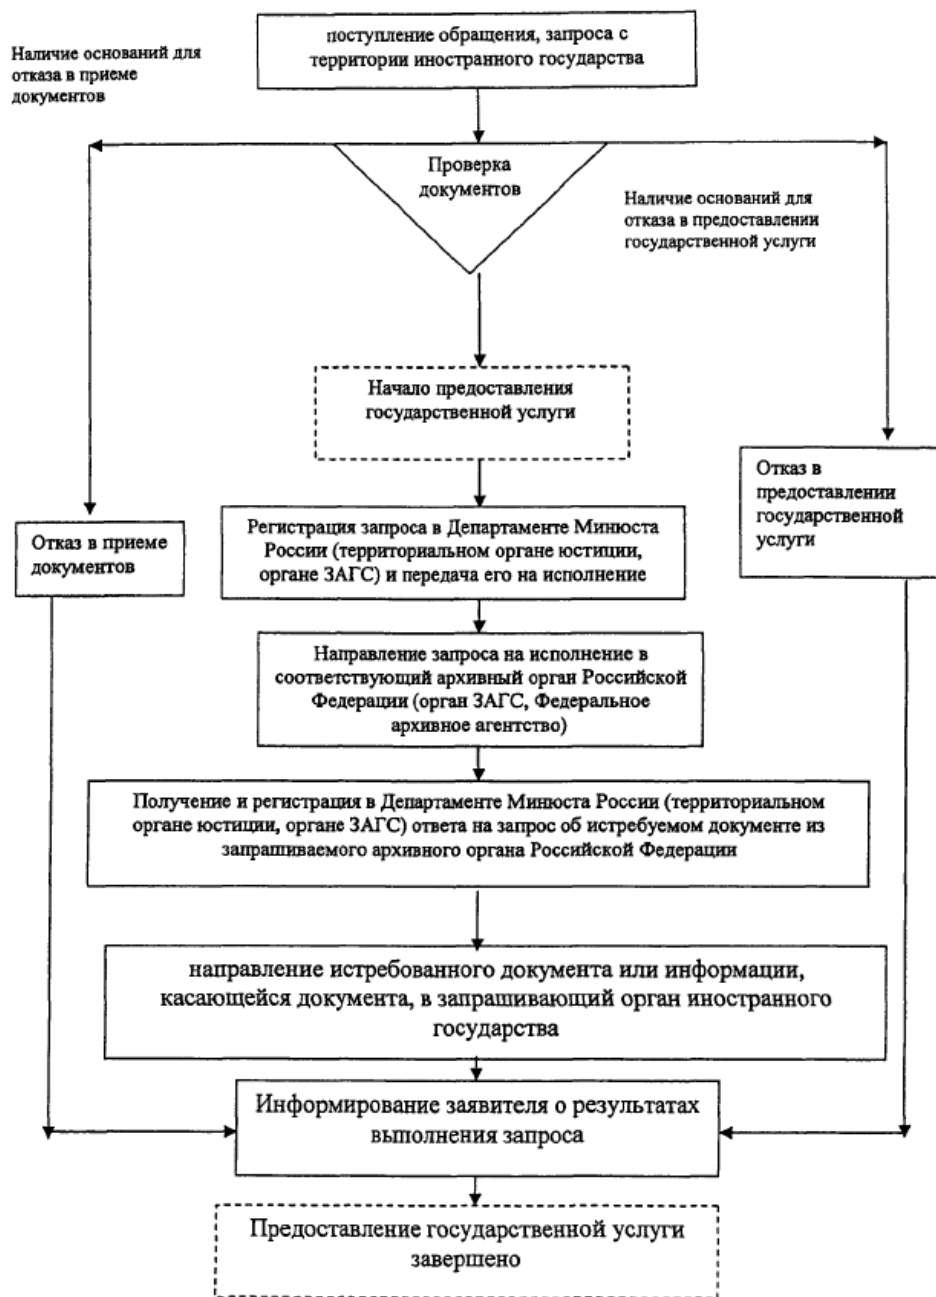 поступление обращения, запроса с
территории иностранного государства
Наличие оснований для
отказа в приеме
документов
Проверка
документов
Наличие оснований для
отказа в предоставлении
государственной услуги
Начало предоставления
государственной услуги
Отказ в
предоставлении
государственной
услуги
Регистрация запроса в Департаменте Минюста
России (территориальном органе юстиции,
органе ЗАГС) и передача его на исполнение
Отказ в приеме
документов
Направление запроса на исполнение в
соответствующий архивный орган Российской
Федерации (орган ЗАГС, Федеральное
архивное агентство)
Получение и регистрация в Департаменте Минюста России (территориальном
органе юстиции, органе ЗАГС) ответа на запрос об истребуемом документе из
запрашиваемого архивного органа Российской Федерации
направление истребованного документа или информации,
касающейся документа, в запрашивающий орган иностранного
государства
Информирование заявителя о результатах
выполнения запроса
Предоставление государственной услуги
завершено